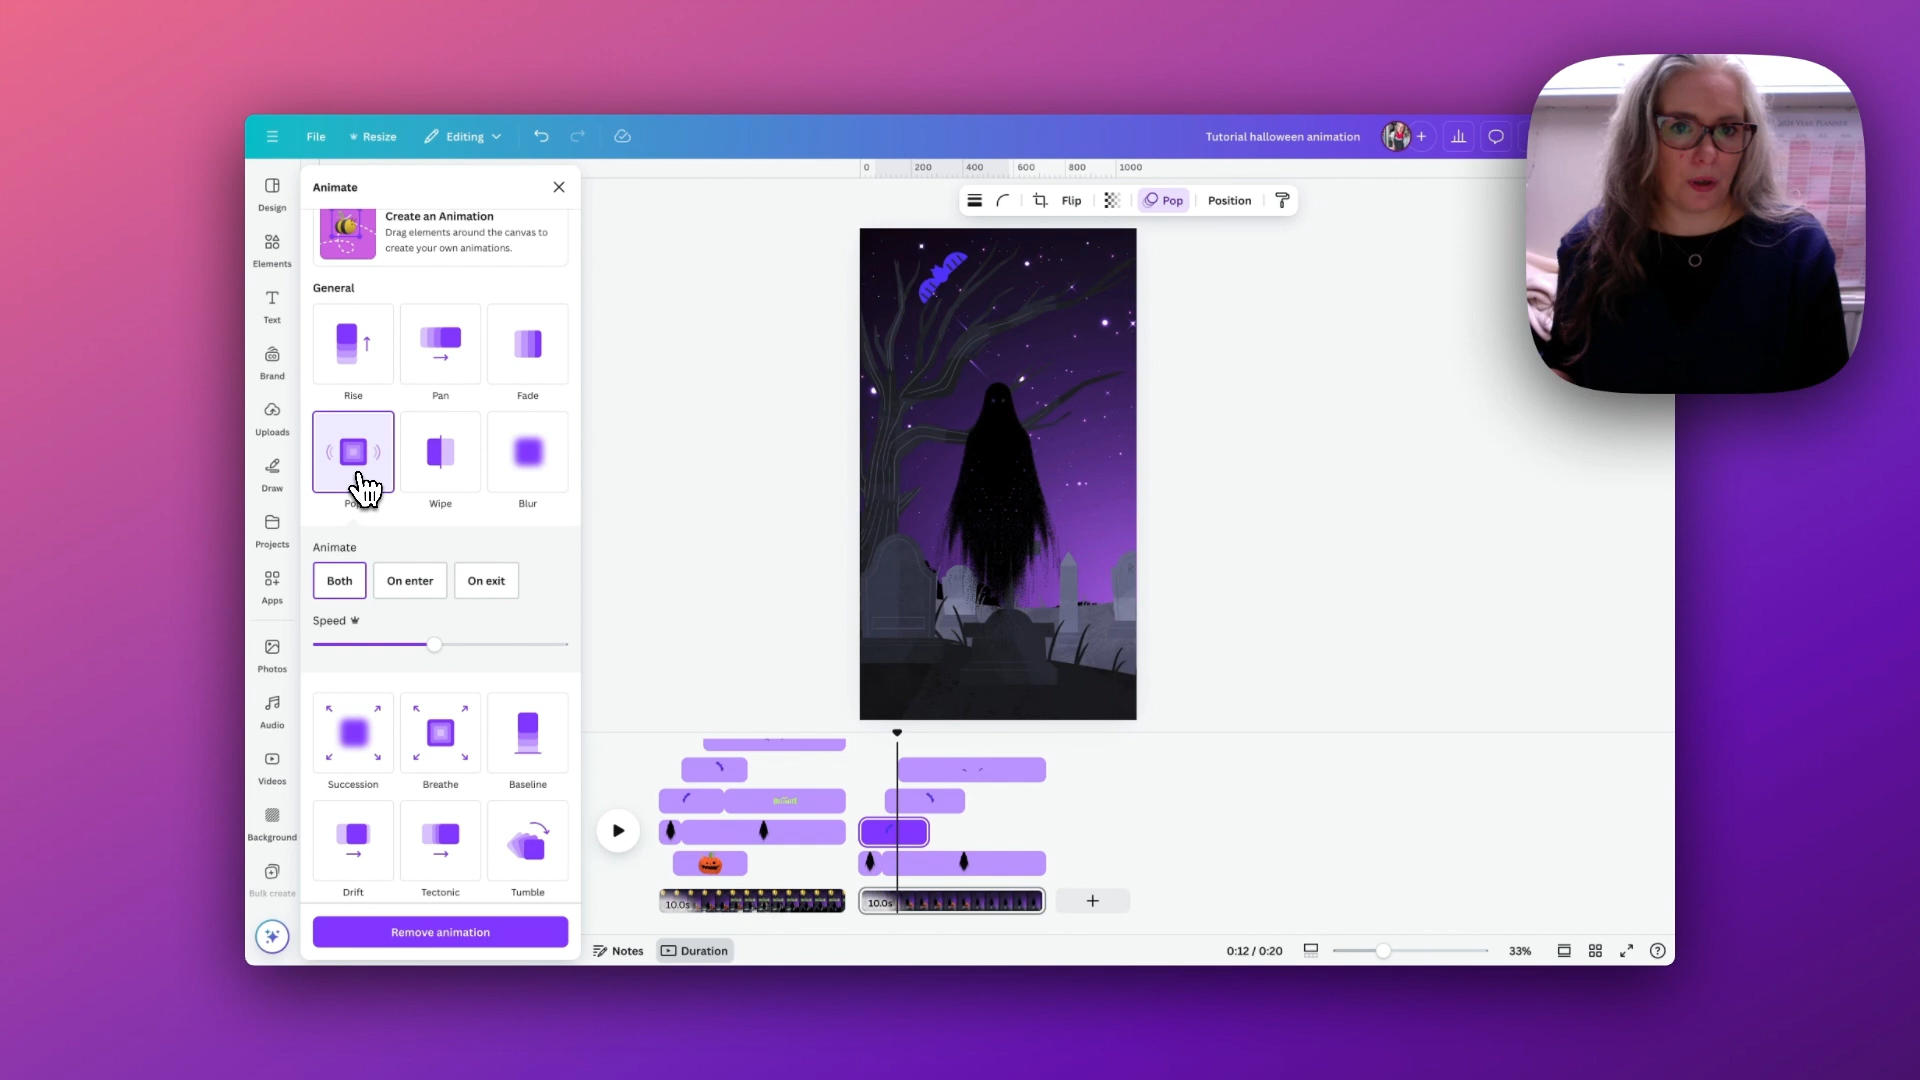 File
Resize
Editing
Tutorial halloween animation
2024 YEAR PLANNER
0 200 400 600 800 1000
Animate
Flip
Pop
Position
Design
Elements
Text
Brand
Uploads
Draw
Projects
Apps
Photos
Audio
Videos
Background
Bulk create
Create an Animation
Drag elements around the canvas to
create your own animations.
General
Rise
Pan
Fade
Wipe
Blur
Animate
Both
On enter
On exit
Speed
Succession
Breathe
Baseline
Drift
Tectonic
Tumble
Remove animation
10.0s
10.0s
Notes
Duration
0:12 / 0:20
33%